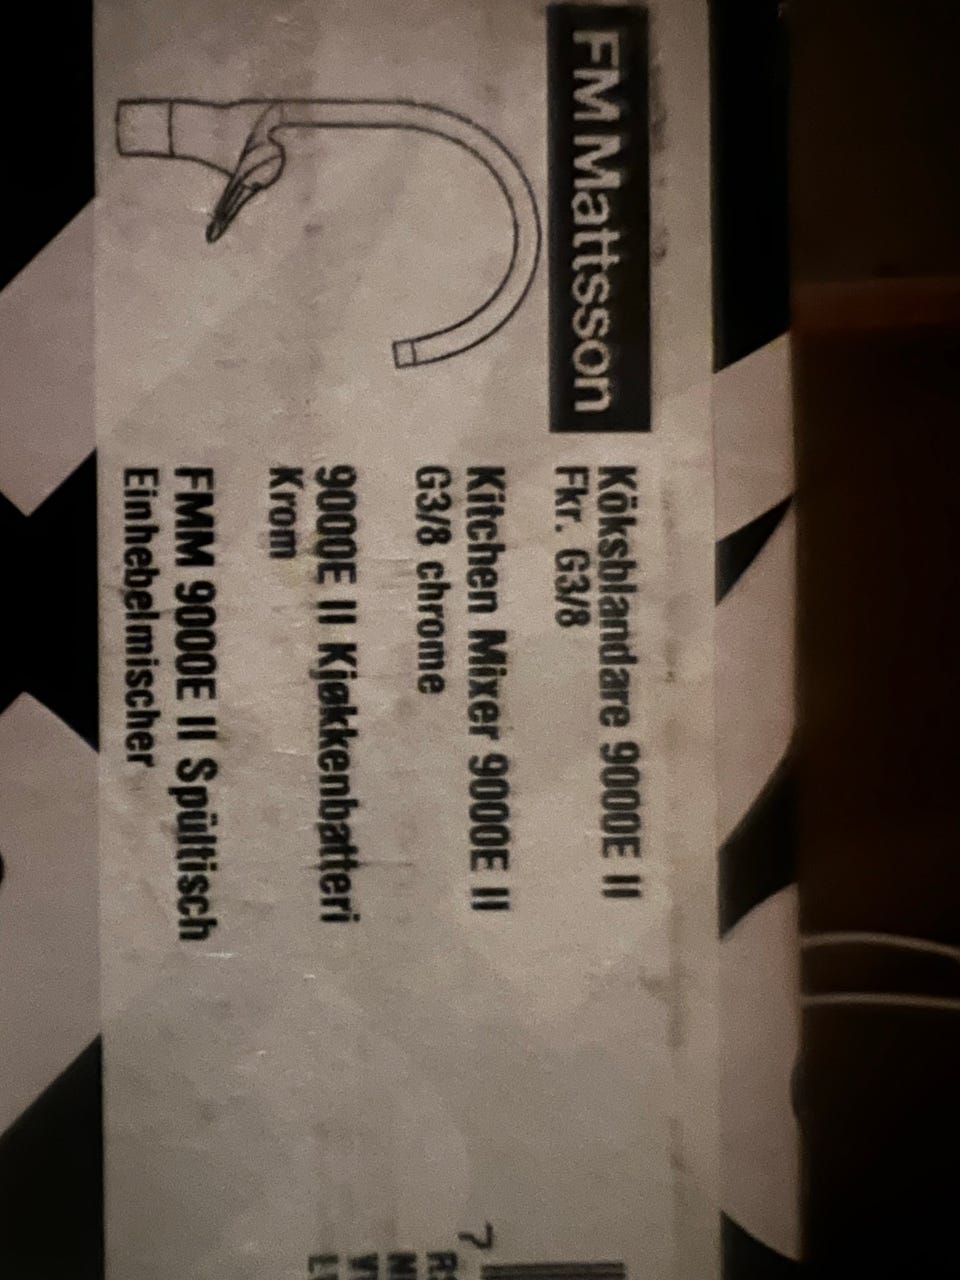 FM Mattsson
Köksblandare 9000E II
Fkr. G3/8
Kitchen Mixer 9000E II
G3/8 chrome
9000E II Kjøkkenbatteri
Krom
FMM 9000E II Spültisch
Einhebelmischer
7